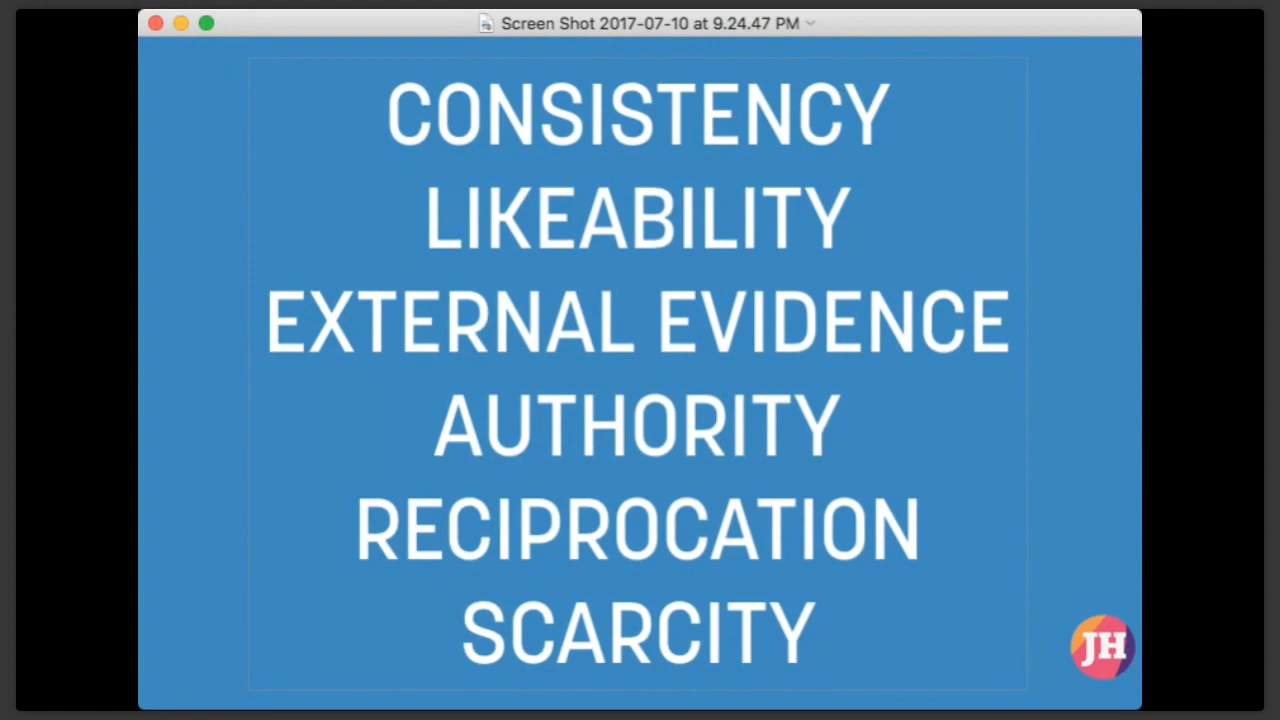 Screen Shot 2017-07-10 at 9.24.47 PM
CONSISTENCY
LIKEABILITY
EXTERNAL EVIDENCE
AUTHORITY
RECIPROCATION
SCARCITY
JH